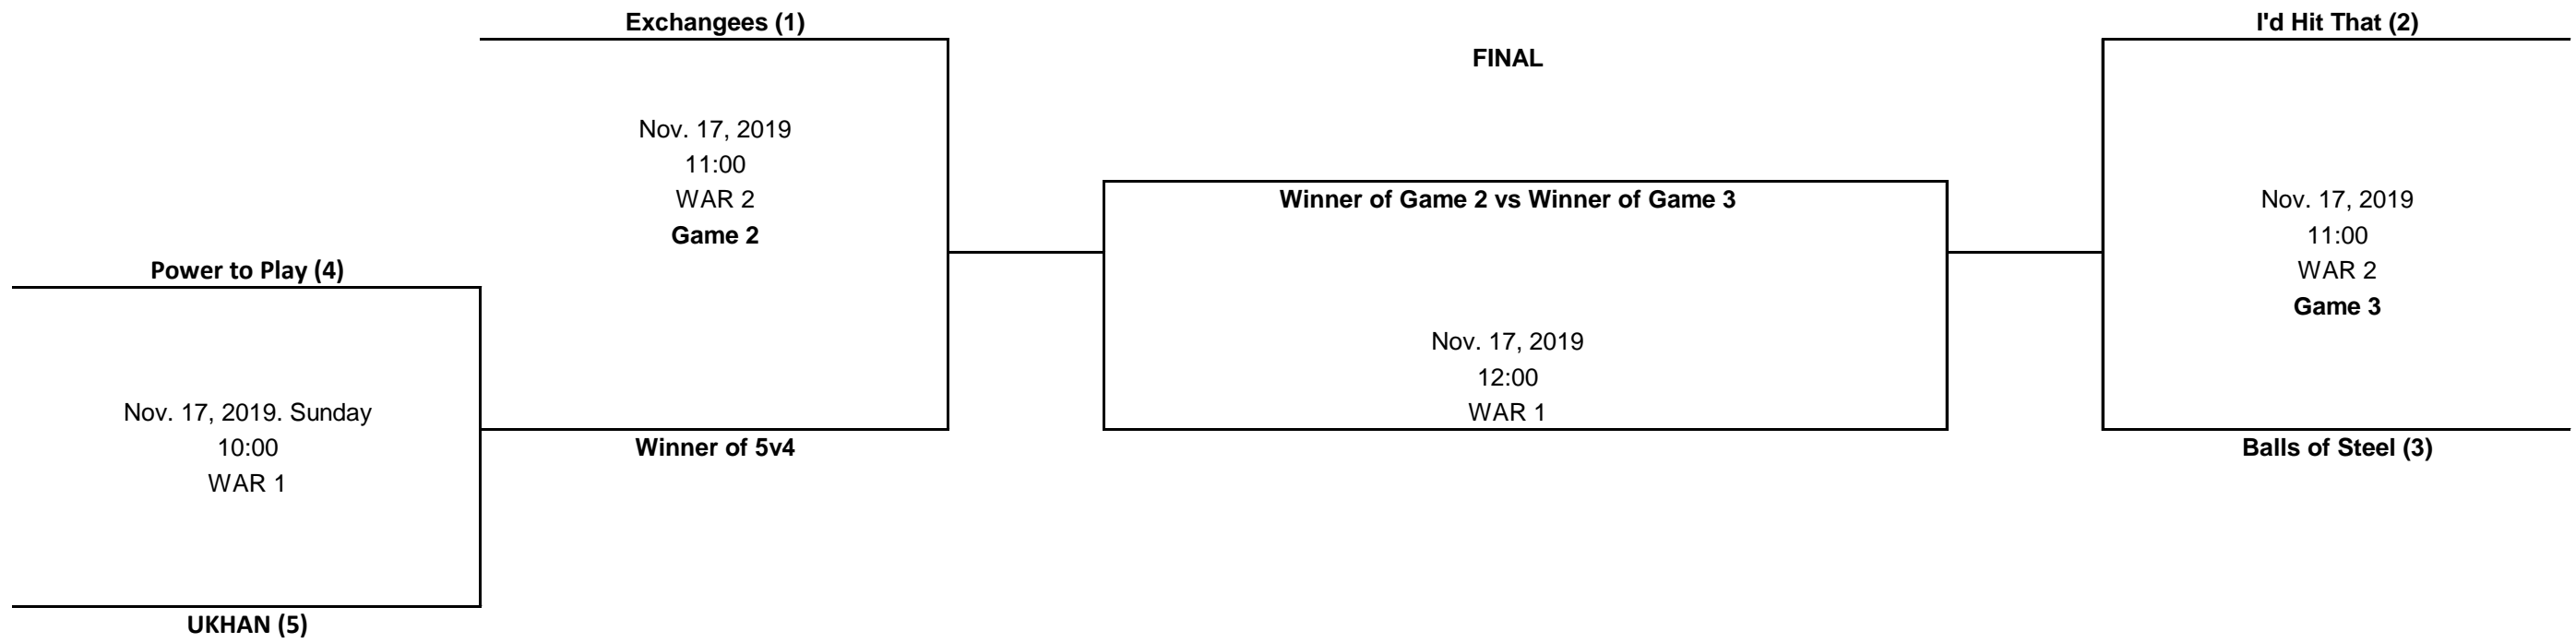 Exchangees (1)
Nov. 17, 2019
11:00
WAR 2
Game 2
Power to Play (4)
Nov. 17, 2019. Sunday
10:00
WAR 1
UKHAN (5)
Winner of 5v4
FINAL
Winner of Game 2 vs Winner of Game 3
Nov. 17, 2019
12:00
WAR 1
I'd Hit That (2)
Nov. 17, 2019
11:00
WAR 2
Game 3
Balls of Steel (3)